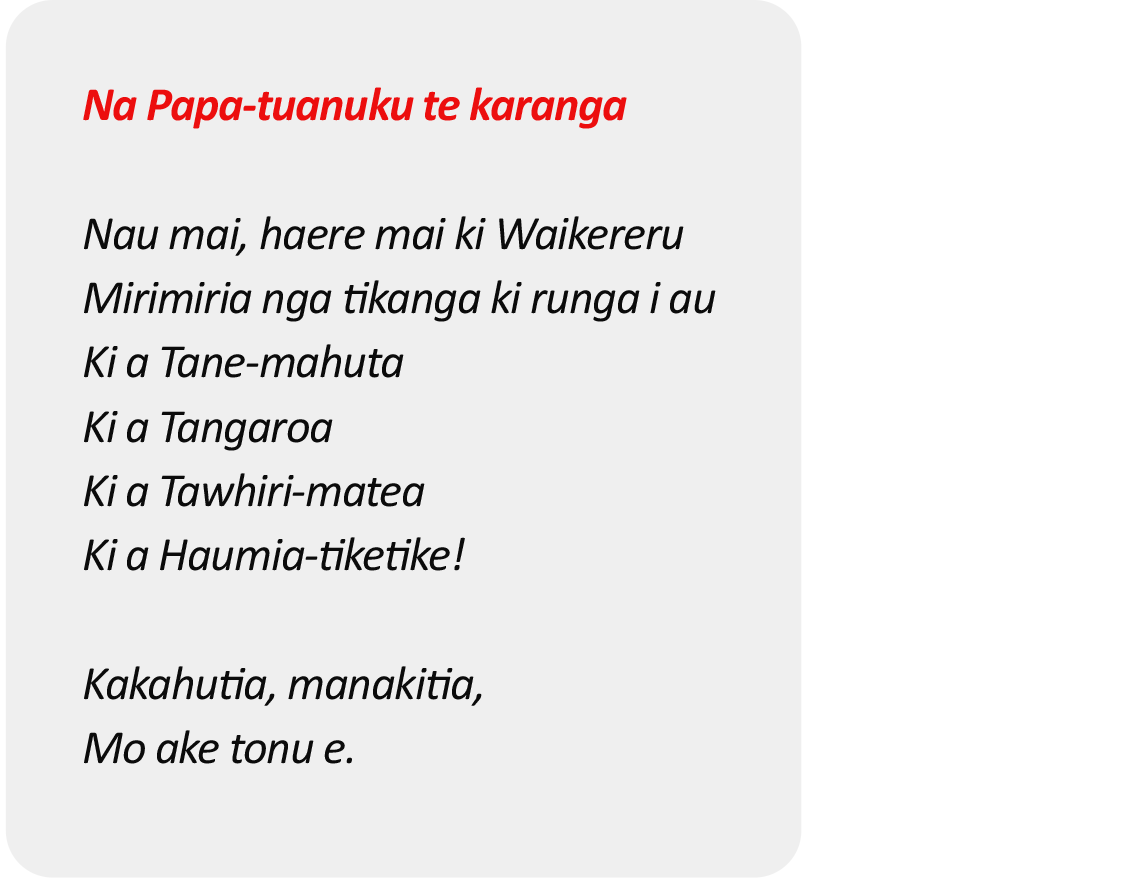 Na Papa-tuanuku te karanga
Nau mai, haere mai ki Waikereru
Mirimiria nga tikanga ki runga i au
Ki a Tane-mahuta
Ki a Tangaroa
Ki a Tawhiri-matea
Ki a Haumia-tiketike!
Kakahutia, manakitia,
Mo ake tonu e.